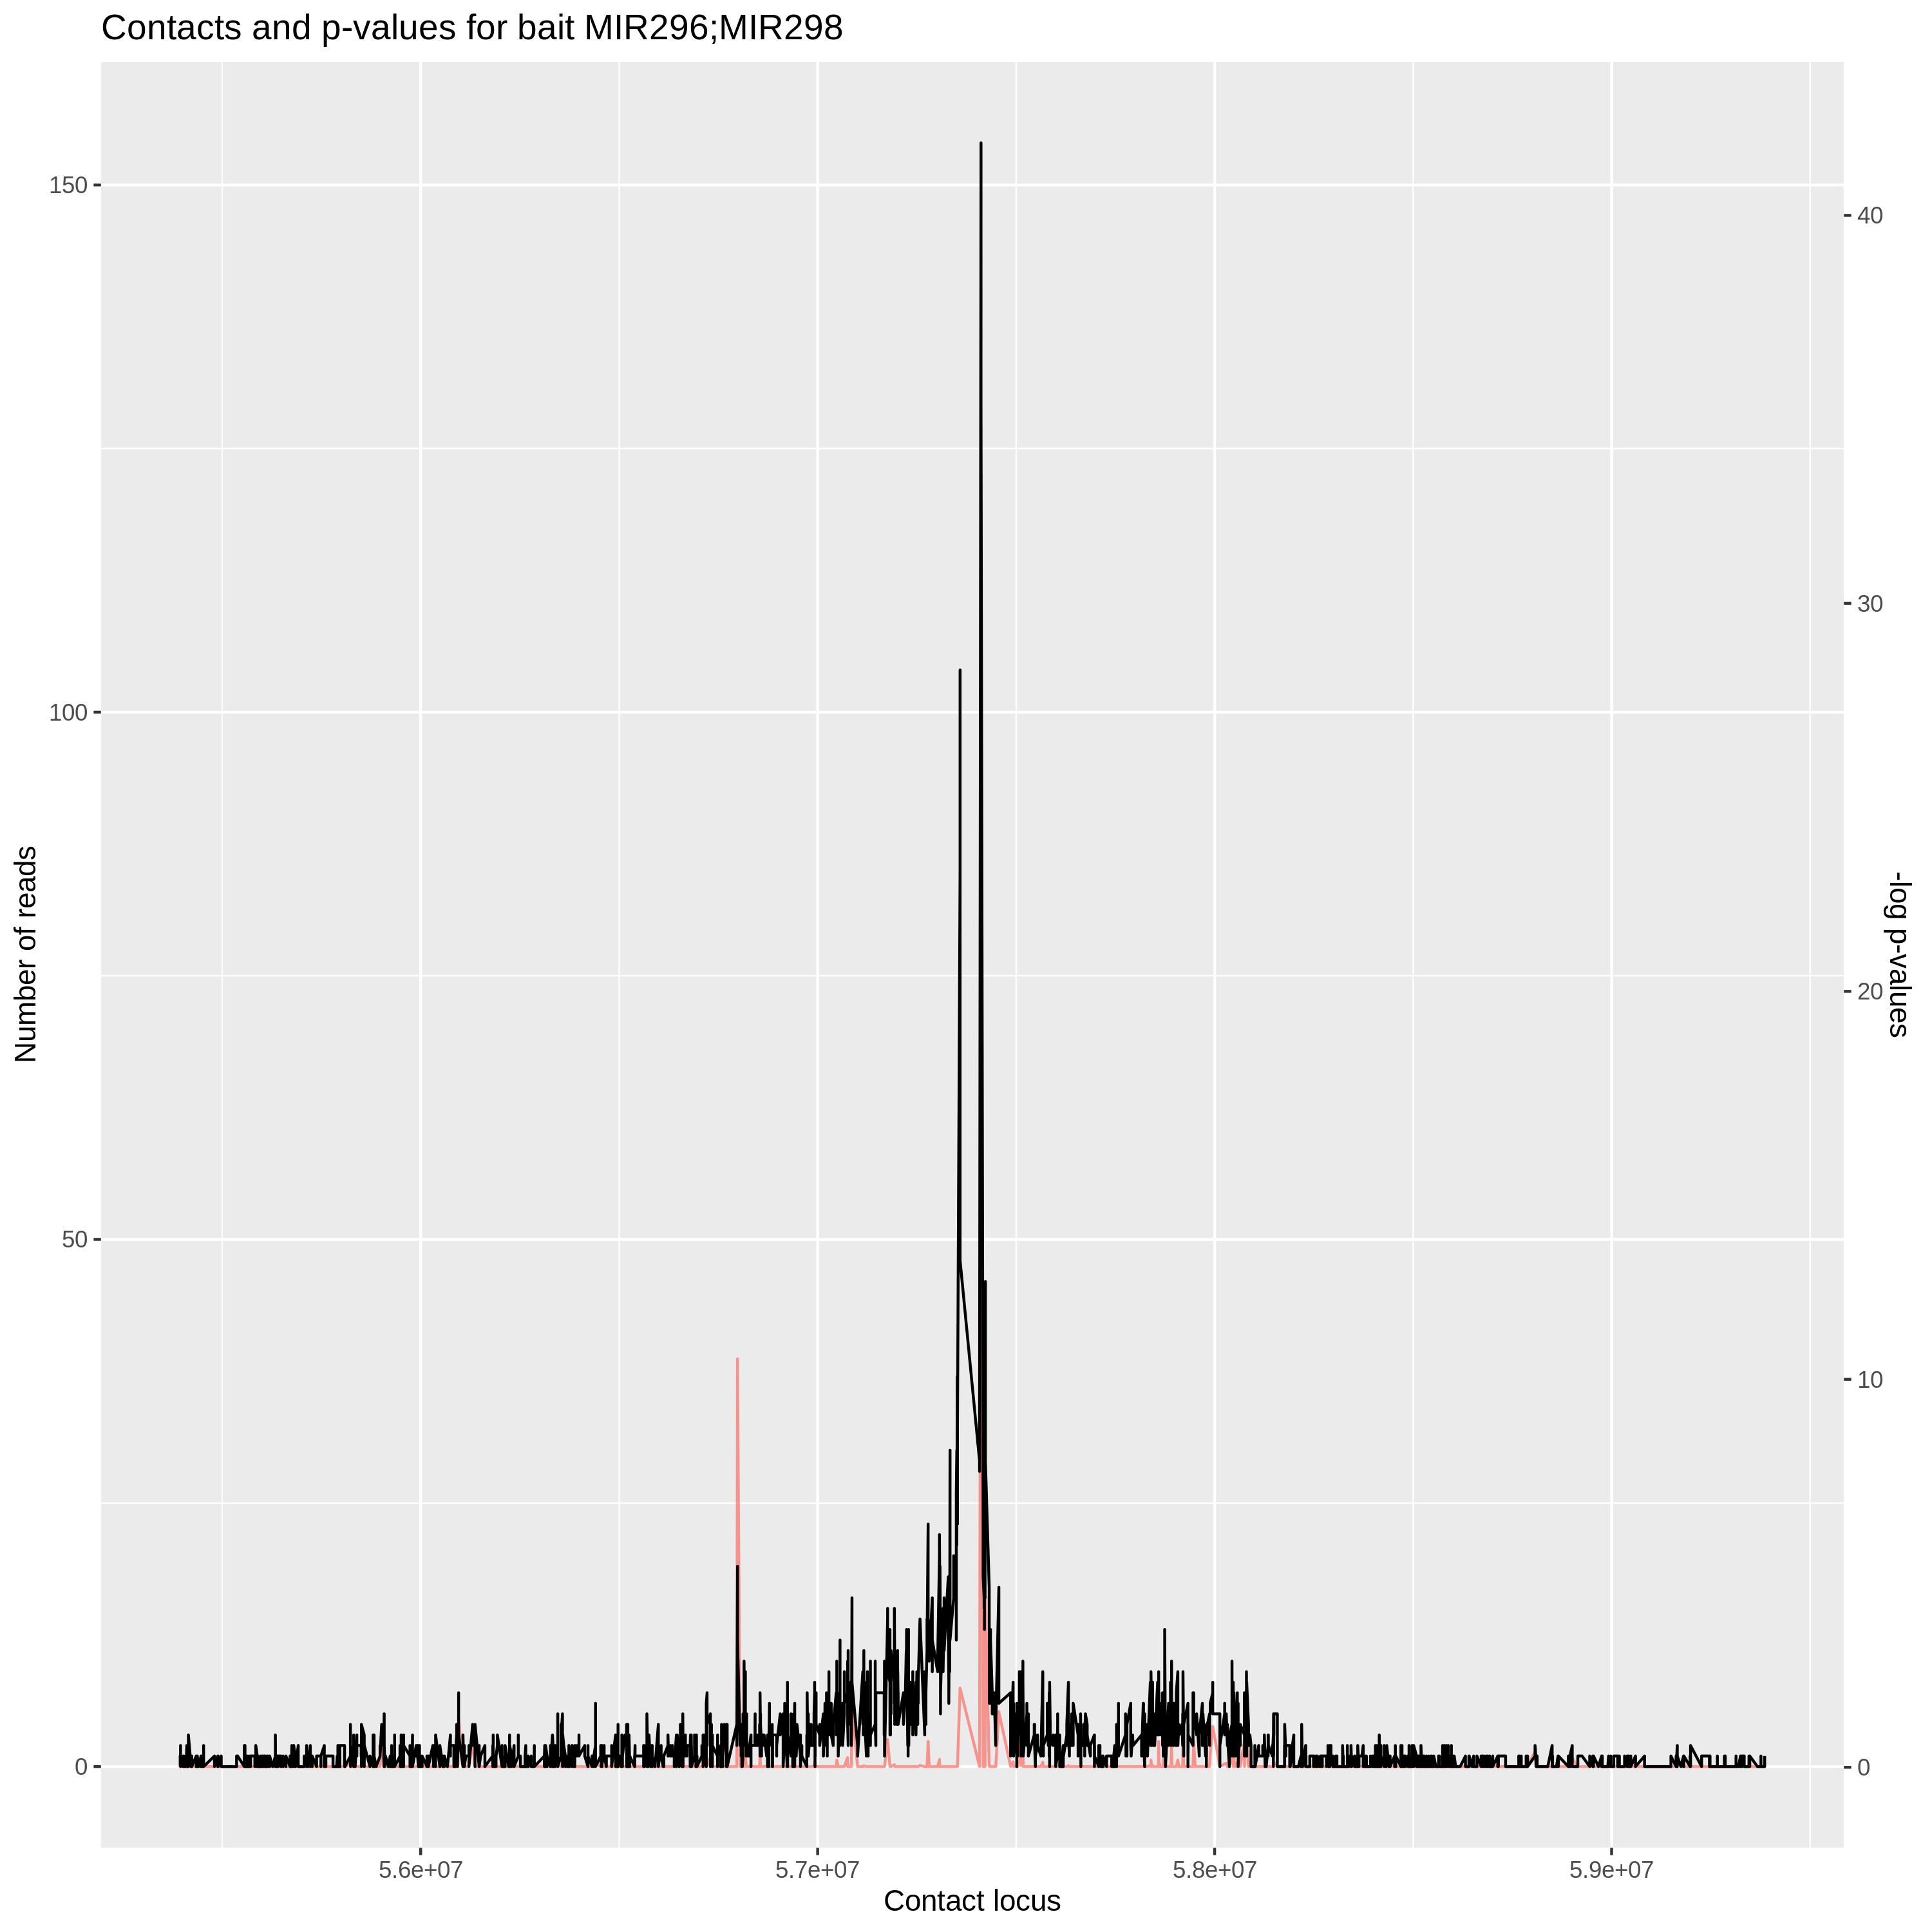 Contacts and p-values for bait MIR296;MIR298
150
100
50
0
Number of reads
40
30
20
10
0
-log p-values
5.6e+07
5.7e+07
5.8e+07
5.9e+07
Contact locus